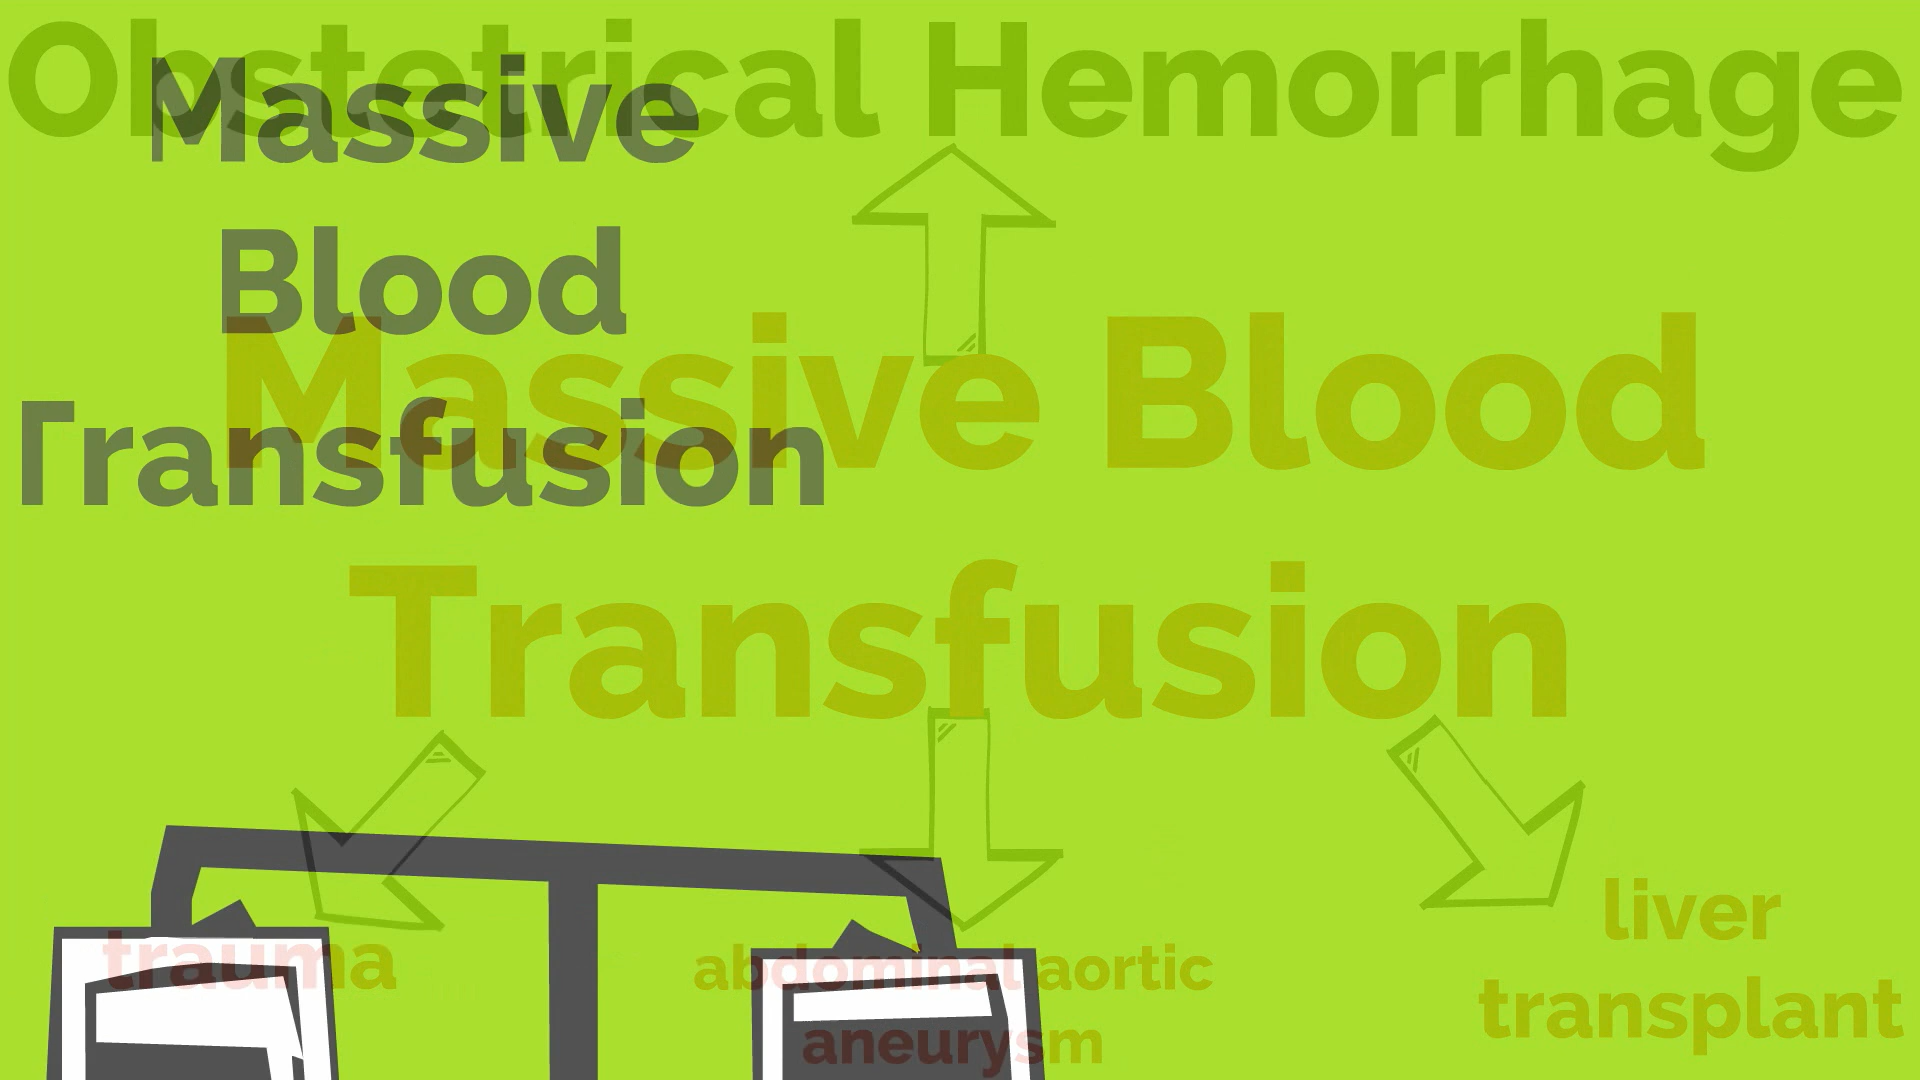 Obstetrical Hemorrhage
Massive
Blood
Transfusion
Massive Blood
Transfusion
trauma
abdominal aortic
aneurysm
liver
transplant